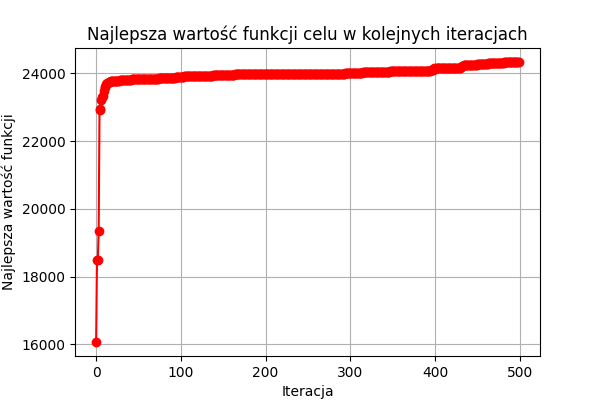 Najlepsza wartość funkcji celu w kolejnych iteracjach
Najlepsza wartość funkcji
24000
22000
20000
18000
16000
0 100 200 300 400 500
Iteracja